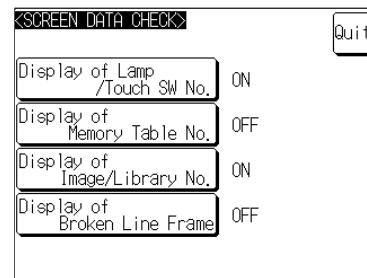 <SCREEN DATA CHECK>
Quit
Display of Lamp
/Touch SW No.
ON
Display of
Memory Table No.
OFF
Display of
Image/Library No.
ON
Display of
Broken Line Frame
OFF